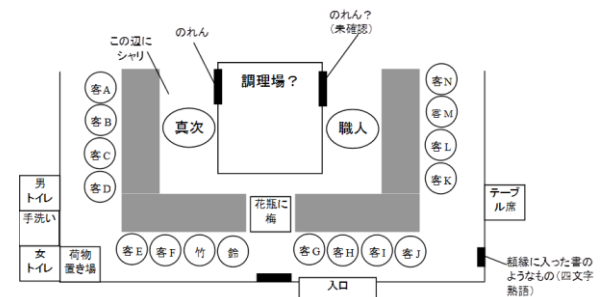 のれん？
（未確認）
のれん
この辺に
シャリ
調理場？
客A
客B
客C
客D
真次
職人
客N
客M
客L
客K
男
トイレ
手洗い
女
トイレ
荷物
置き場
花瓶に
梅
テーブ
ル席
客E
客F
竹
鈴
客G
客H
客I
客J
入口
額縁に入った書の
ようなもの（四文字
熟語）